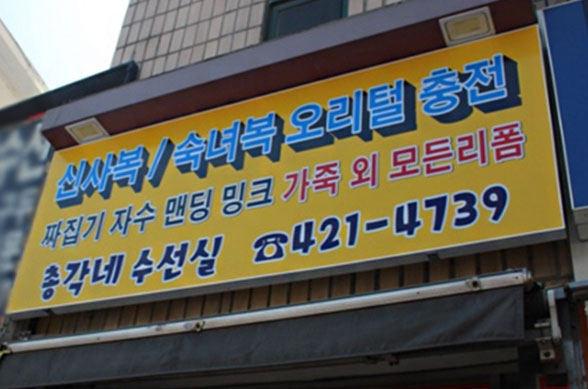 신사복 / 숙녀복 오리털 충전
짜집기 자수 맨딩 밍크 가죽 외 모든리폼
총각네 수선실 ☎421-4739